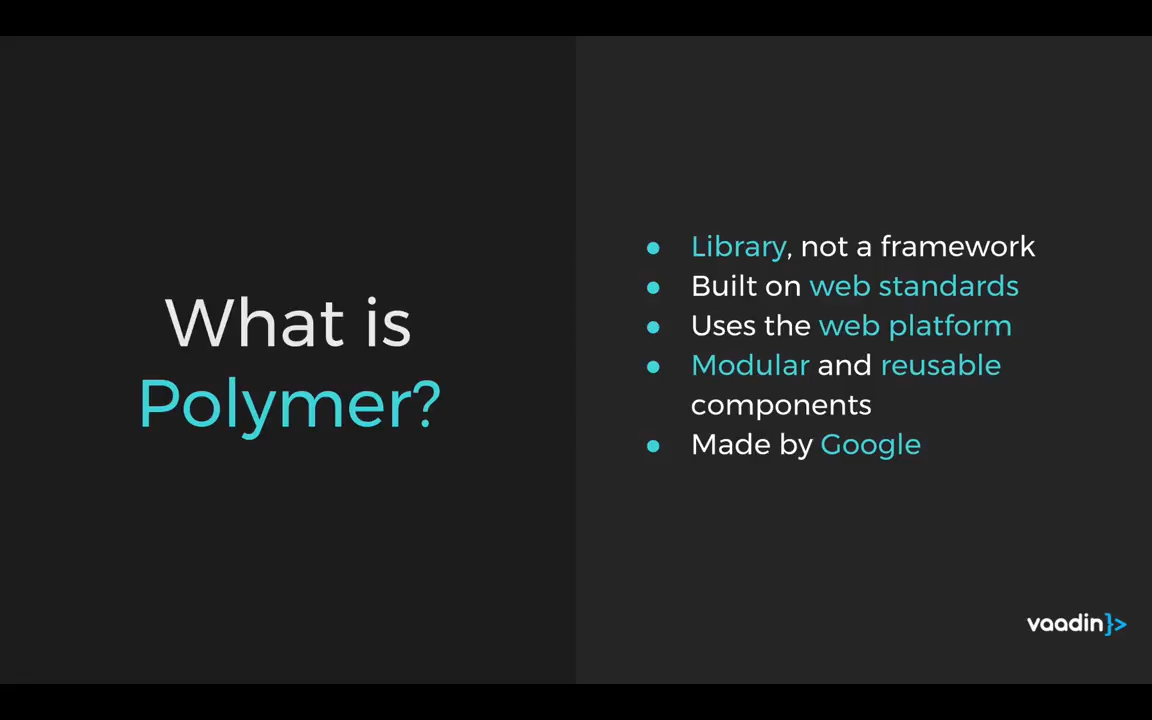 What is
Polymer?
● Library, not a framework
● Built on web standards
● Uses the web platform
● Modular and reusable
components
● Made by Google
vaadin}>